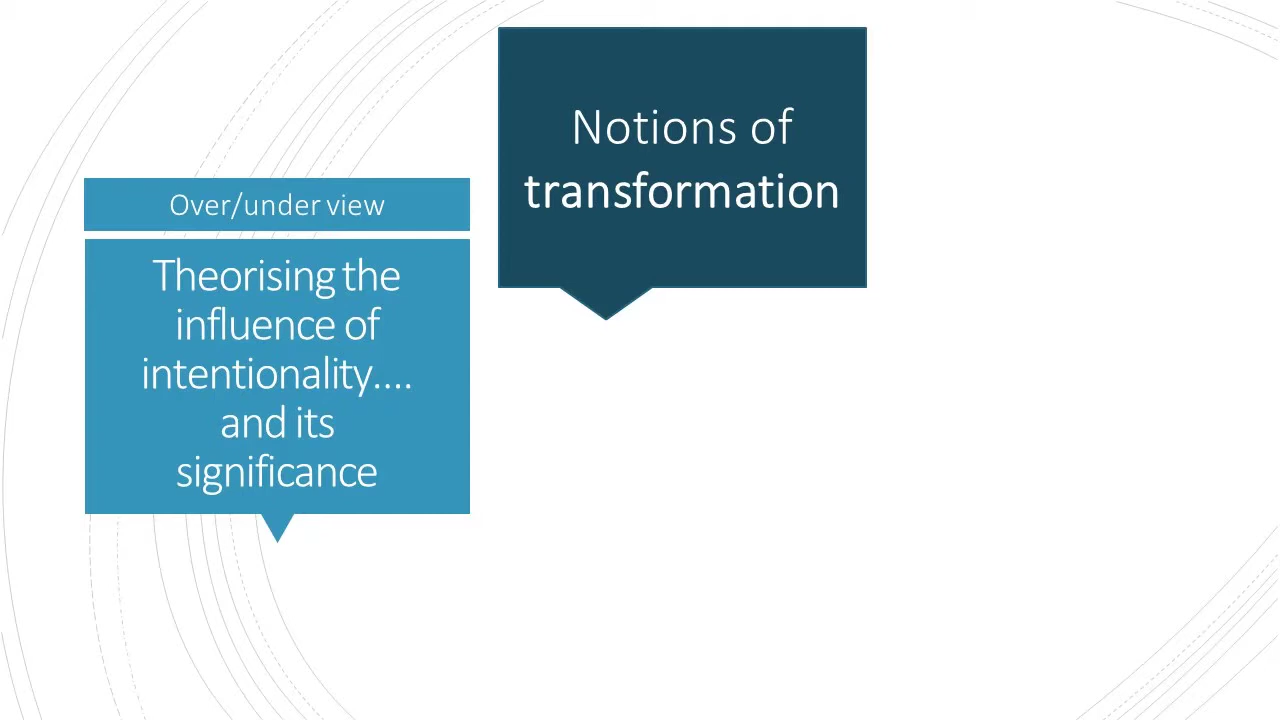 Notions of
transformation
Over/under view
Theorising the
influence of
intentionality....
and its
significance